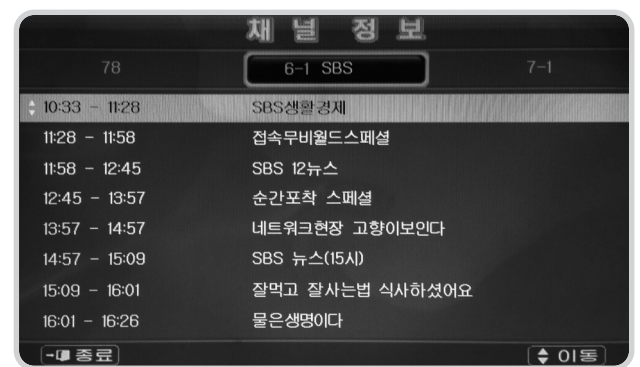 채널 정보
78 6-1 SBS 7-1
10:33 - 11:28 SBS생활경제
11:28 - 11:58 접속무비월드스페셜
11:58 - 12:45 SBS 12뉴스
12:45 - 13:57 순간포착 스페셜
13:57 - 14:57 네트워크현장 고향이보인다
14:57 - 15:09 SBS 뉴스(15시)
15:09 - 16:01 잘먹고 잘사는법 식사하셨어요
16:01 - 16:26 물은생명이다
종료 이동